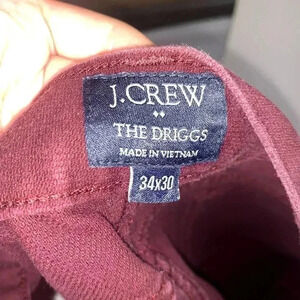 J.CREW
THE DRIGGS
MADE IN VIETNAM
34x30